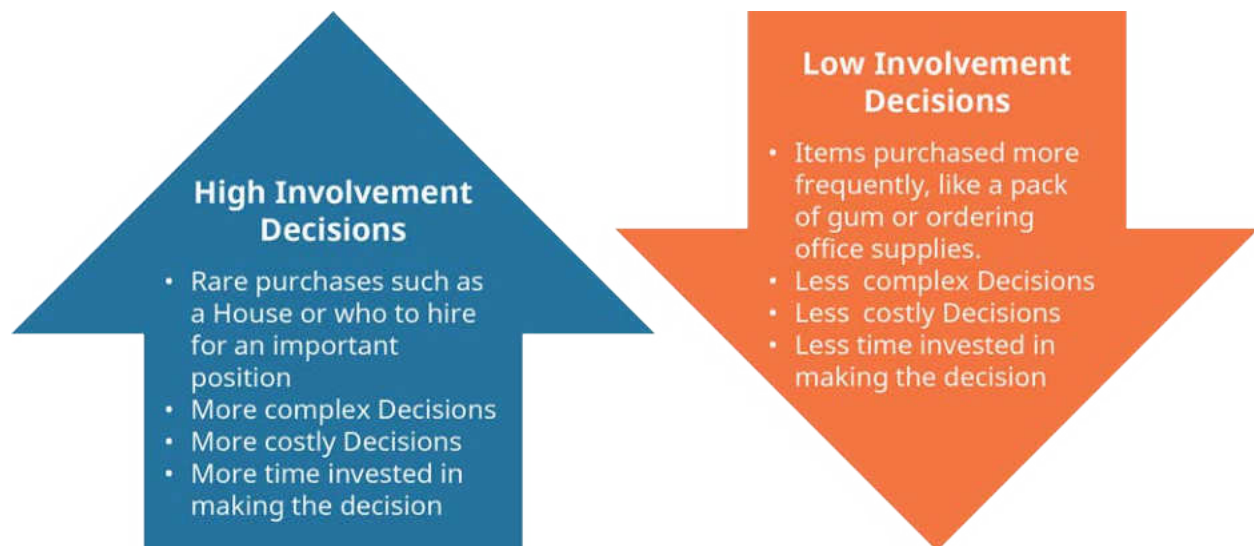 High Involvement
Decisions
• Rare purchases such as
a House or who to hire
for an important
position
• More complex Decisions
• More costly Decisions
• More time invested in
making the decision
Low Involvement
Decisions
• Items purchased more
frequently, like a pack
of gum or ordering
office supplies.
• Less  complex Decisions
• Less  costly Decisions
• Less time invested in
making the decision